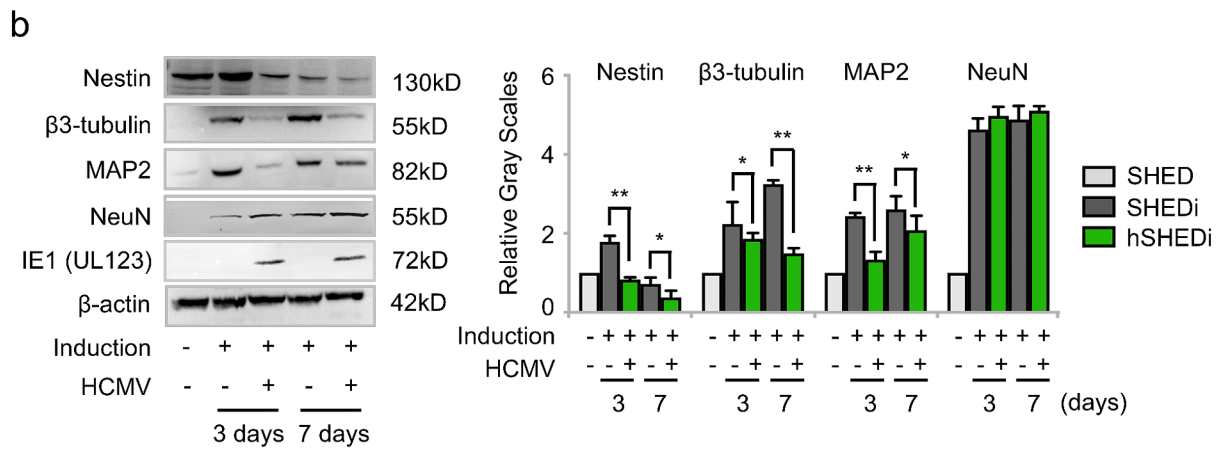 b
Nestin 130kD
β3-tubulin 55kD
MAP2 82kD
NeuN 55kD
IE1 (UL123) 72kD
β-actin 42kD
Induction - + + + +
HCMV - - + - +
3 days 7 days
Relative Gray Scales
6
4
2
0
Nestin β3-tubulin MAP2 NeuN
** * * ** ** *
Induction - + + + + - + + + + - + + + + - + + + +
HCMV - - + - + - - + - + - - + - + - - + - +
3 7 3 7 3 7 3 7 (days)
SHED
SHEDi
hSHEDi